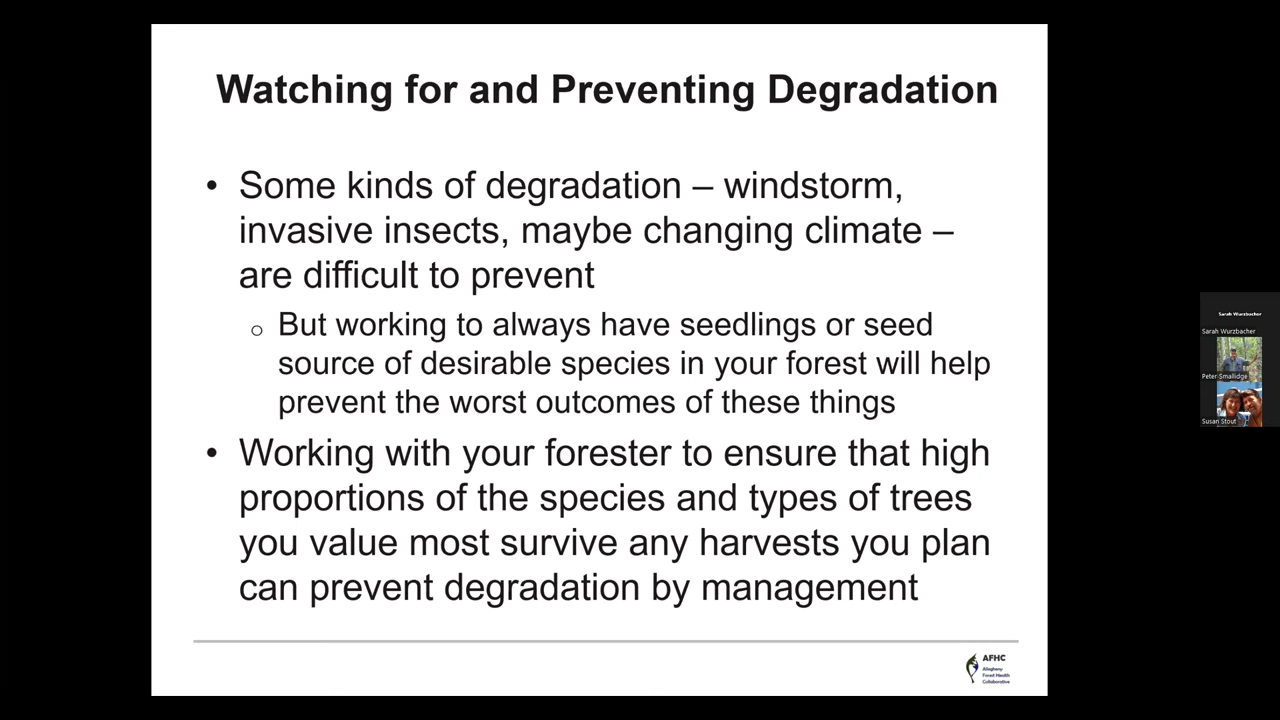 Watching for and Preventing Degradation
• Some kinds of degradation – windstorm,
invasive insects, maybe changing climate –
are difficult to prevent
o But working to always have seedlings or seed
source of desirable species in your forest will help
prevent the worst outcomes of these things
• Working with your forester to ensure that high
proportions of the species and types of trees
you value most survive any harvests you plan
can prevent degradation by management
AFHC
Allegheny
Forest Health
Collaborative
Sarah Wurzbacher
Sarah Wurzbacher
Peter Smallidge
Susan Stout